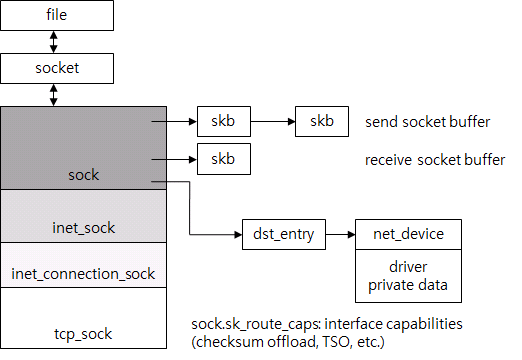 file
socket
skb
skb
send socket buffer
skb
receive socket buffer
sock
inet_sock
dst_entry
net_device
driver
private data
inet_connection_sock
tcp_sock
sock.sk_route_caps: interface capabilities
(checksum offload, TSO, etc.)